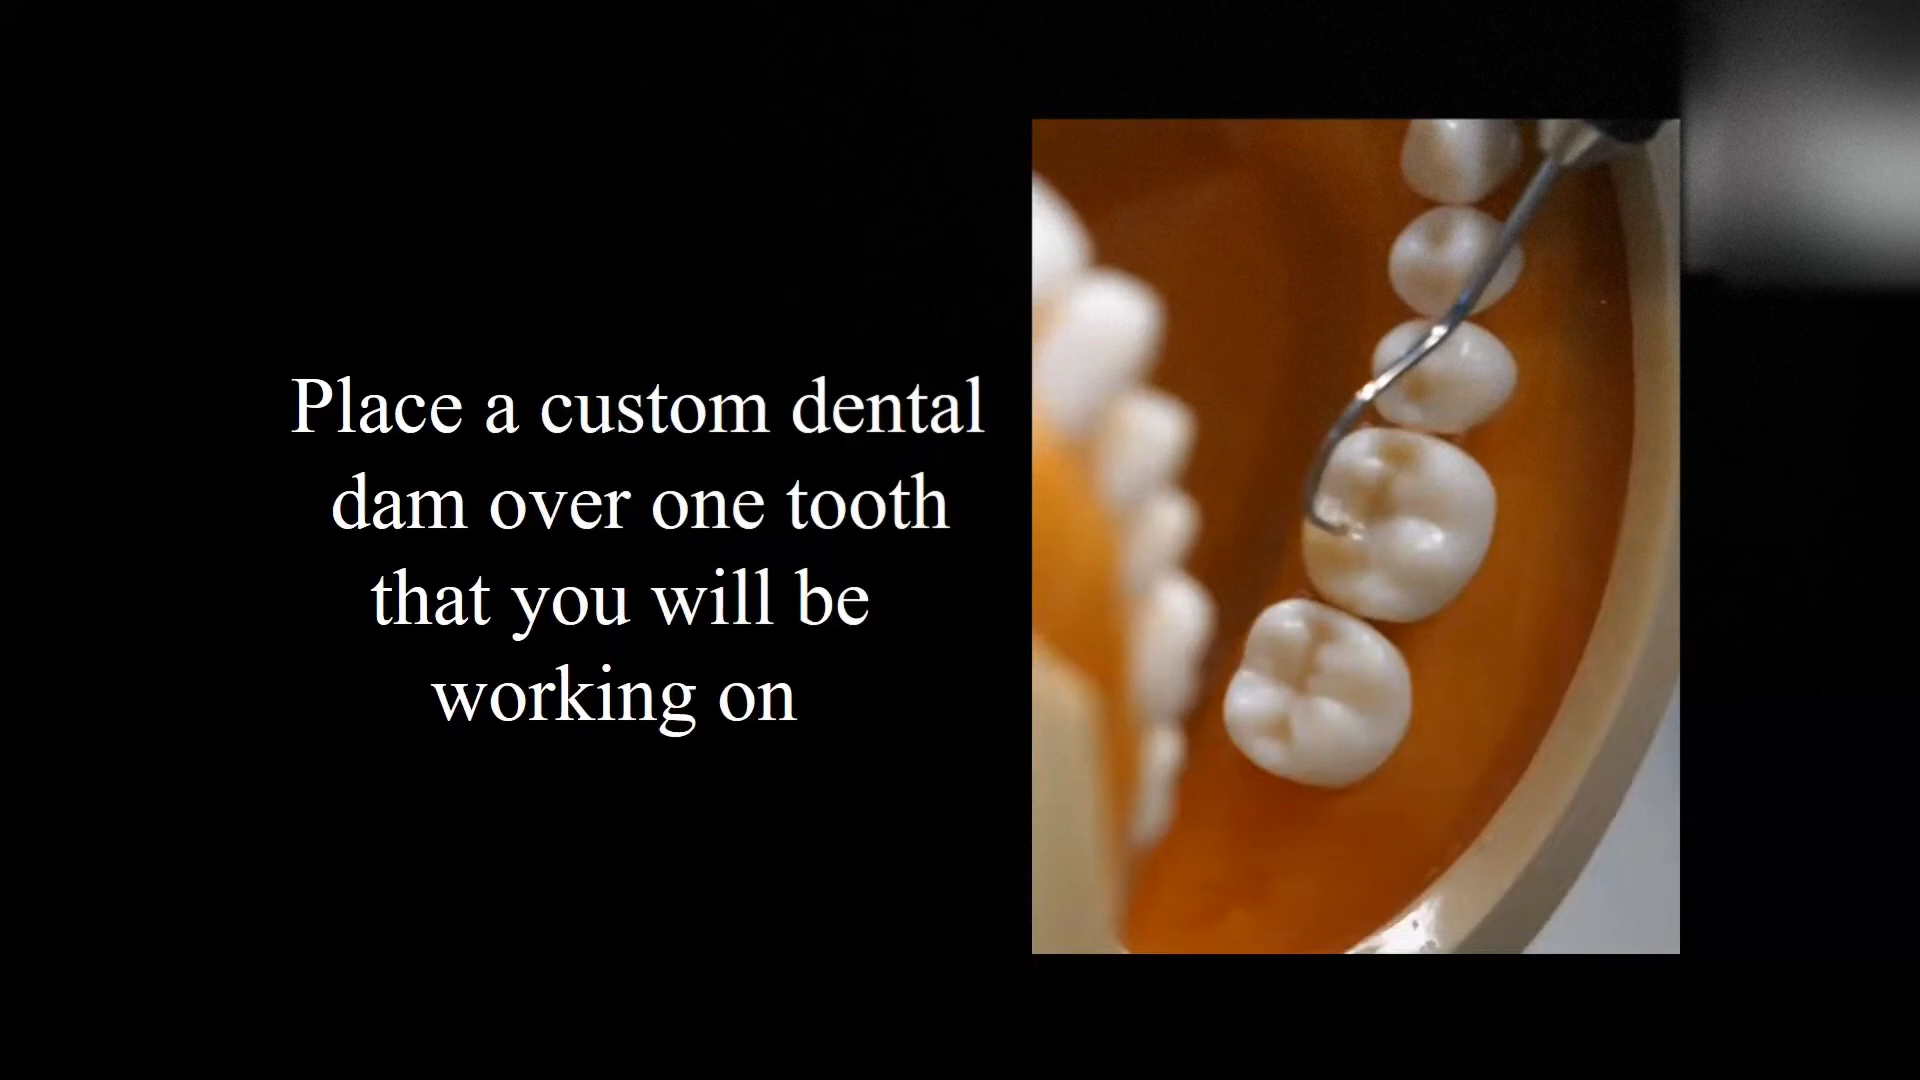 Place a custom dental
dam over one tooth
that you will be
working on